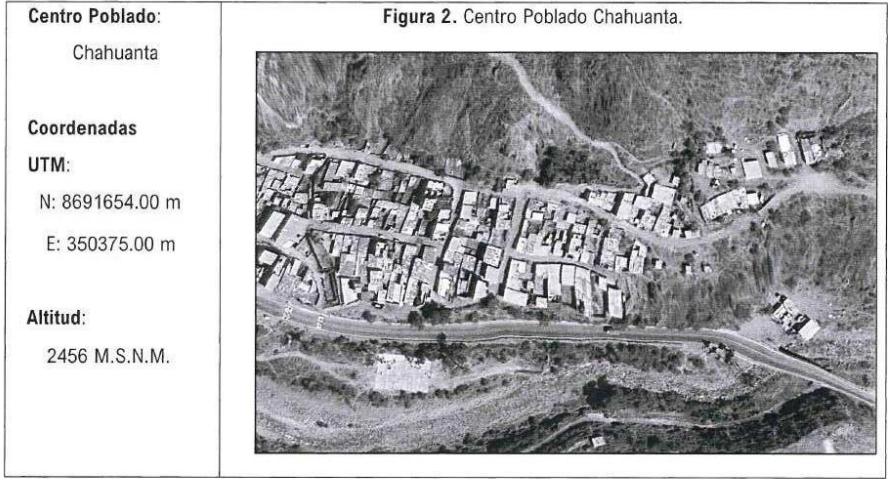 Centro Poblado:
Chahuanta
Coordenadas
UTM:
N: 8691654.00 m
E: 350375.00 m
Altitud:
2456 M.S.N.M.
Figura 2. Centro Poblado Chahuanta.